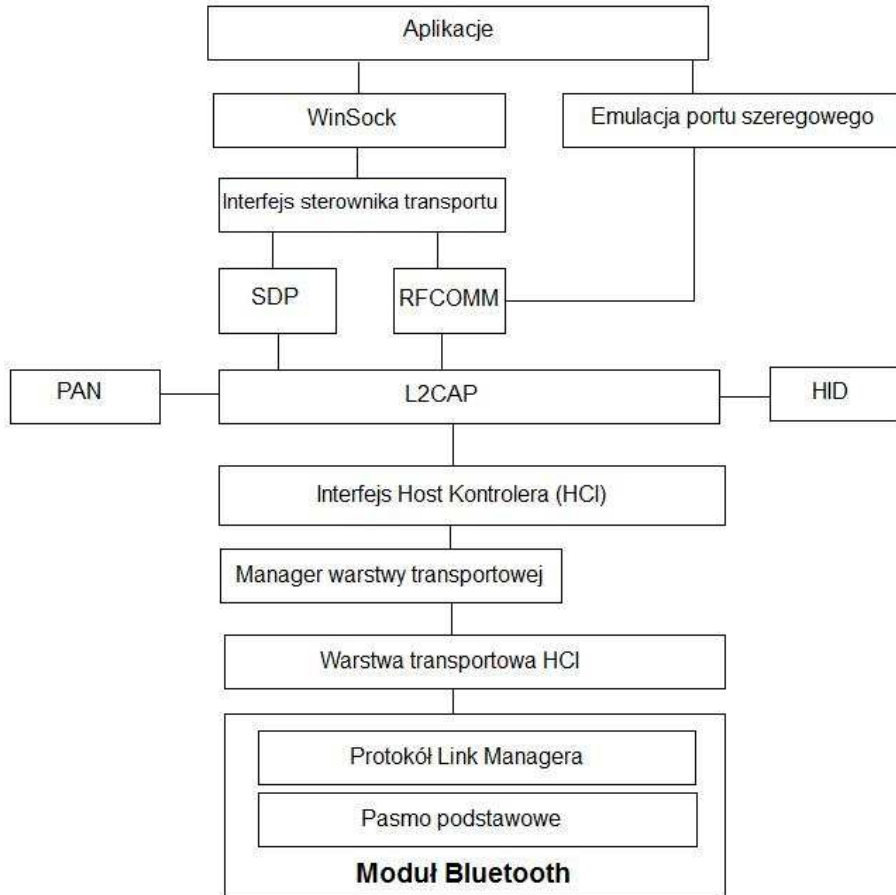 Aplikacje
WinSock
Emulacja portu szeregowego
Interfejs sterownika transportu
SDP
RFCOMM
PAN
L2CAP
HID
Interfejs Host Kontrolera (HCI)
Manager warstwy transportowej
Warstwa transportowa HCI
Protokół Link Managera
Pasmo podstawowe
Moduł Bluetooth